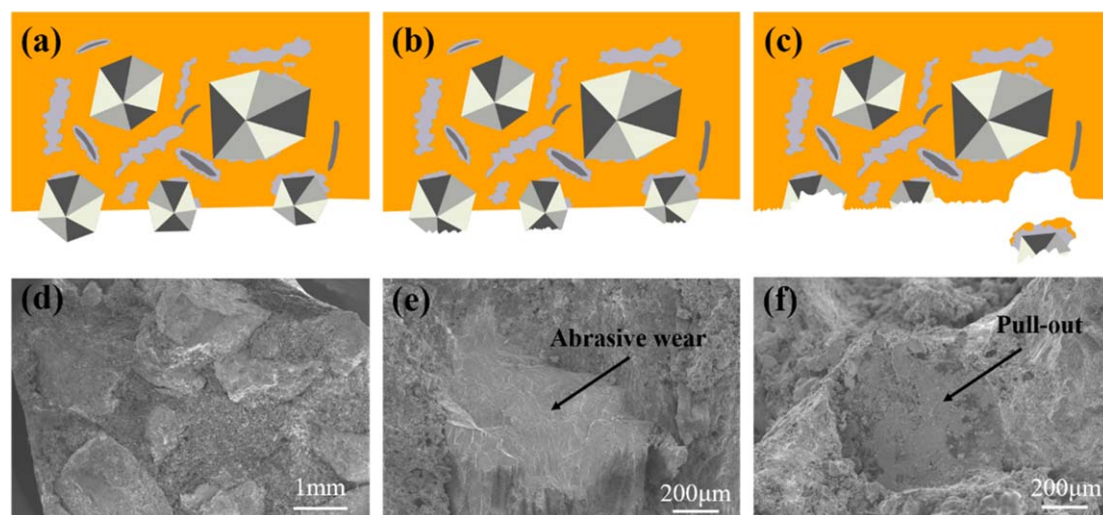 (a)
(b)
(c)
(d)
1mm
(e)
Abrasive wear
200μm
(f)
Pull-out
200μm